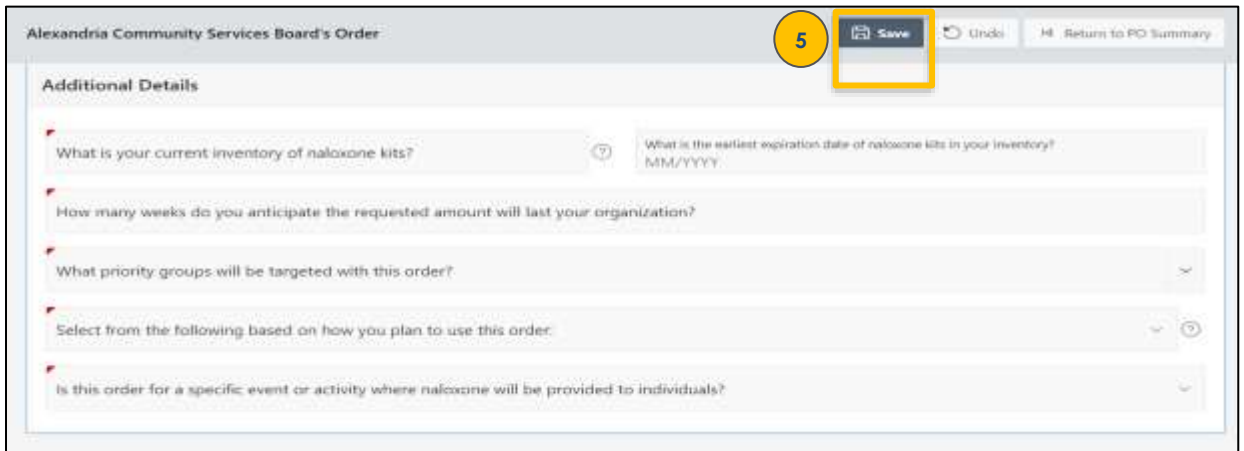 Alexandria Community Services Board's Order
5
Save
Undo
Return to PO Summary
Additional Details
What is your current inventory of naloxone kits?
What is the earliest expiration date of naloxone kits in your inventory?
MM/YYYY
How many weeks do you anticipate the requested amount will last your organization?
What priority groups will be targeted with this order?
Select from the following based on how you plan to use this order:
Is this order for a specific event or activity where naloxone will be provided to individuals?